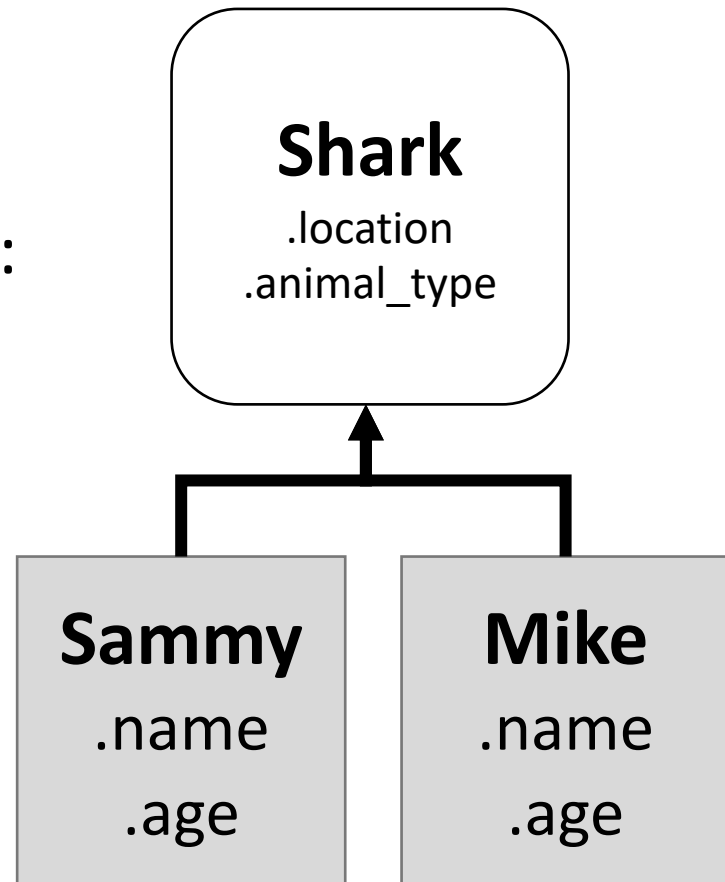 Shark
.location
:
.animal_type
Sammy
.name
.age
Mike
.name
.age